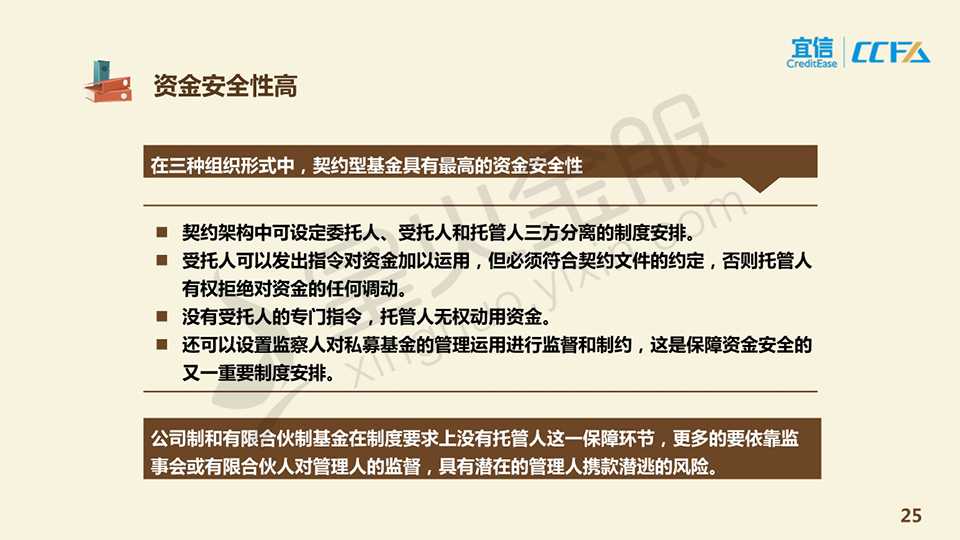 宜信
CreditEase
CCFA
资金安全性高
在三种组织形式中，契约型基金具有最高的资金安全性
契约架构中可设定委托人、受托人和托管人三方分离的制度安排。
受托人可以发出指令对资金加以运用，但必须符合契约文件的约定，否则托管人
有权拒绝对资金的任何调动。
没有受托人的专门指令，托管人无权动用资金。
还可以设置监察人对私募基金的管理运用进行监督和制约，这是保障资金安全的
又一重要制度安排。
公司制和有限合伙制基金在制度要求上没有托管人这一保障环节，更多的要依靠监
事会或有限合伙人对管理人的监督，具有潜在的管理人携款潜逃的风险。
星火金服
xinghuo.yixin.com
25